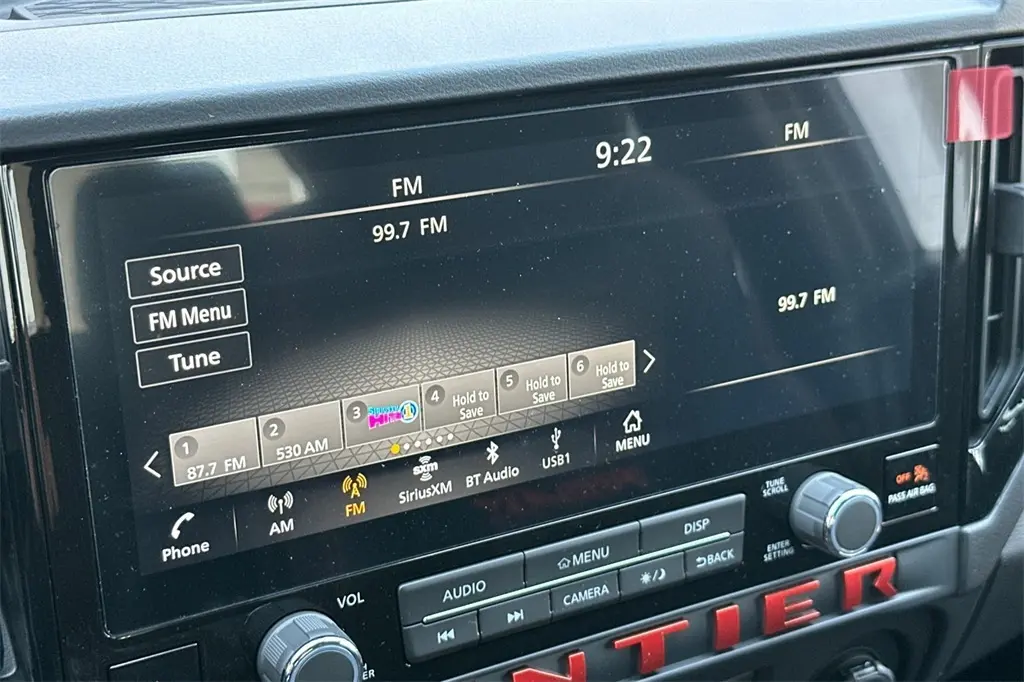 FM
9:22
FM
99.7 FM
Source
FM Menu
Tune
99.7 FM
1
87.7 FM
2
530 AM
3
1
4
Hold to
Save
5
Hold to
Save
6
Hold to
Save
Phone
AM
FM
sxm
SiriusXM
BT Audio
USB1
MENU
TUNE
SCROLL
OFF
PASS AIR BAG
ENTER
SETTING
VOL
AUDIO
MENU
DISP
CAMERA
BACK
NTIER